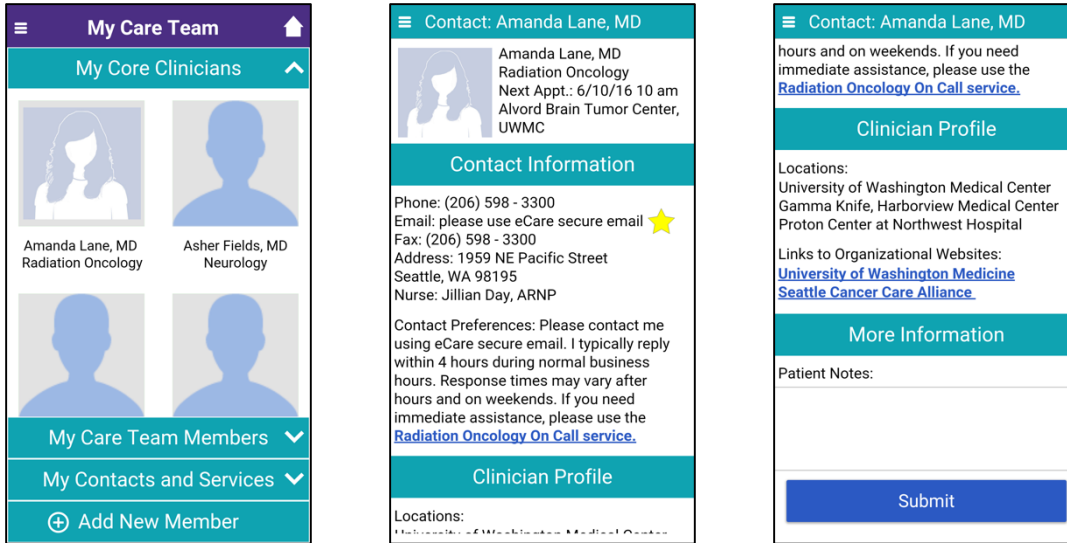 My Care Team
My Core Clinicians
Amanda Lane, MD
Radiation Oncology
Asher Fields, MD
Neurology
My Care Team Members
My Contacts and Services
Add New Member
Contact: Amanda Lane, MD
Amanda Lane, MD
Radiation Oncology
Next Appt.: 6/10/16 10 am
Alvord Brain Tumor Center,
UWMC
Contact Information
Phone: (206) 598 - 3300
Email: please use eCare secure email
Fax: (206) 598 - 3300
Address: 1959 NE Pacific Street
Seattle, WA 98195
Nurse: Jillian Day, ARNP
Contact Preferences: Please contact me
using eCare secure email. I typically reply
within 4 hours during normal business
hours. Response times may vary after
hours and on weekends. If you need
immediate assistance, please use the
Radiation Oncology On Call service.
Clinician Profile
Locations:
University of Washington Medical Center
Contact: Amanda Lane, MD
hours and on weekends. If you need
immediate assistance, please use the
Radiation Oncology On Call service.
Clinician Profile
Locations:
University of Washington Medical Center
Gamma Knife, Harborview Medical Center
Proton Center at Northwest Hospital
Links to Organizational Websites:
University of Washington Medicine
Seattle Cancer Care Alliance
More Information
Patient Notes:
Submit